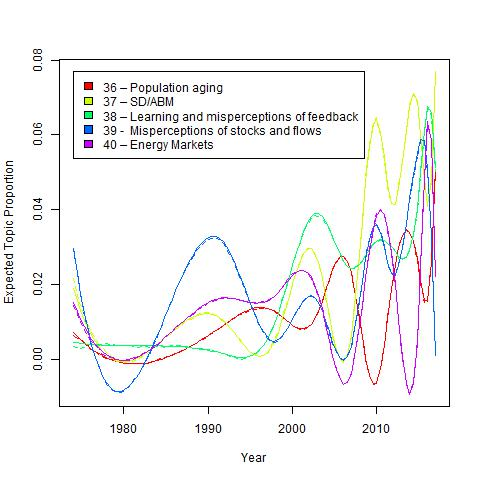 36 – Population aging
37 – SD/ABM
38 – Learning and misperceptions of feedback
39 - Misperceptions of stocks and flows
40 – Energy Markets
Expected Topic Proportion
0.08
0.06
0.04
0.02
0.00
1980 1990 2000 2010
Year